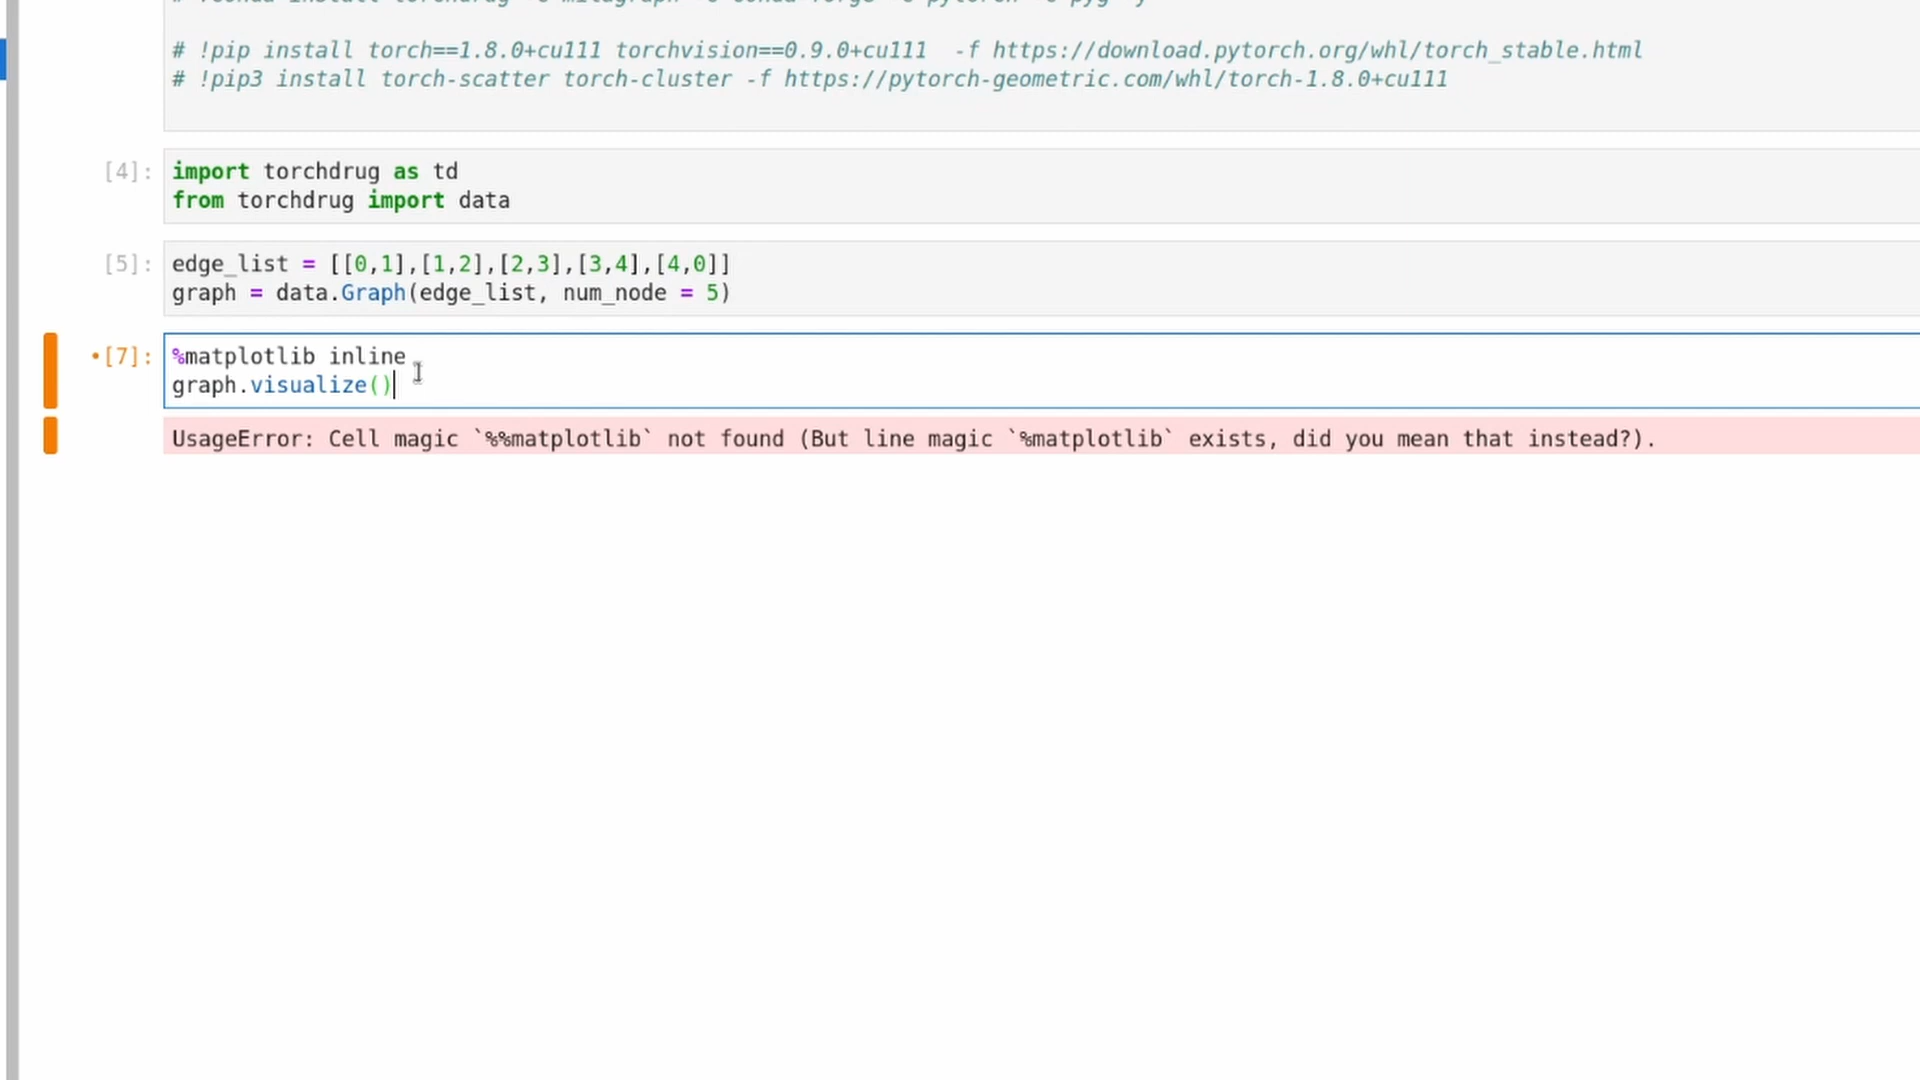 # !pip install torch==1.8.0+cu111 torchvision==0.9.0+cu111  -f https://download.pytorch.org/whl/torch_stable.html
# !pip3 install torch-scatter torch-cluster -f https://pytorch-geometric.com/whl/torch-1.8.0+cu111
[4]:
import torchdrug as td
from torchdrug import data
[5]:
edge_list = [[0,1],[1,2],[2,3],[3,4],[4,0]]
graph = data.Graph(edge_list, num_node = 5)
•[7]:
%matplotlib inline
graph.visualize()
UsageError: Cell magic `%%matplotlib` not found (But line magic `%matplotlib` exists, did you mean that instead?).